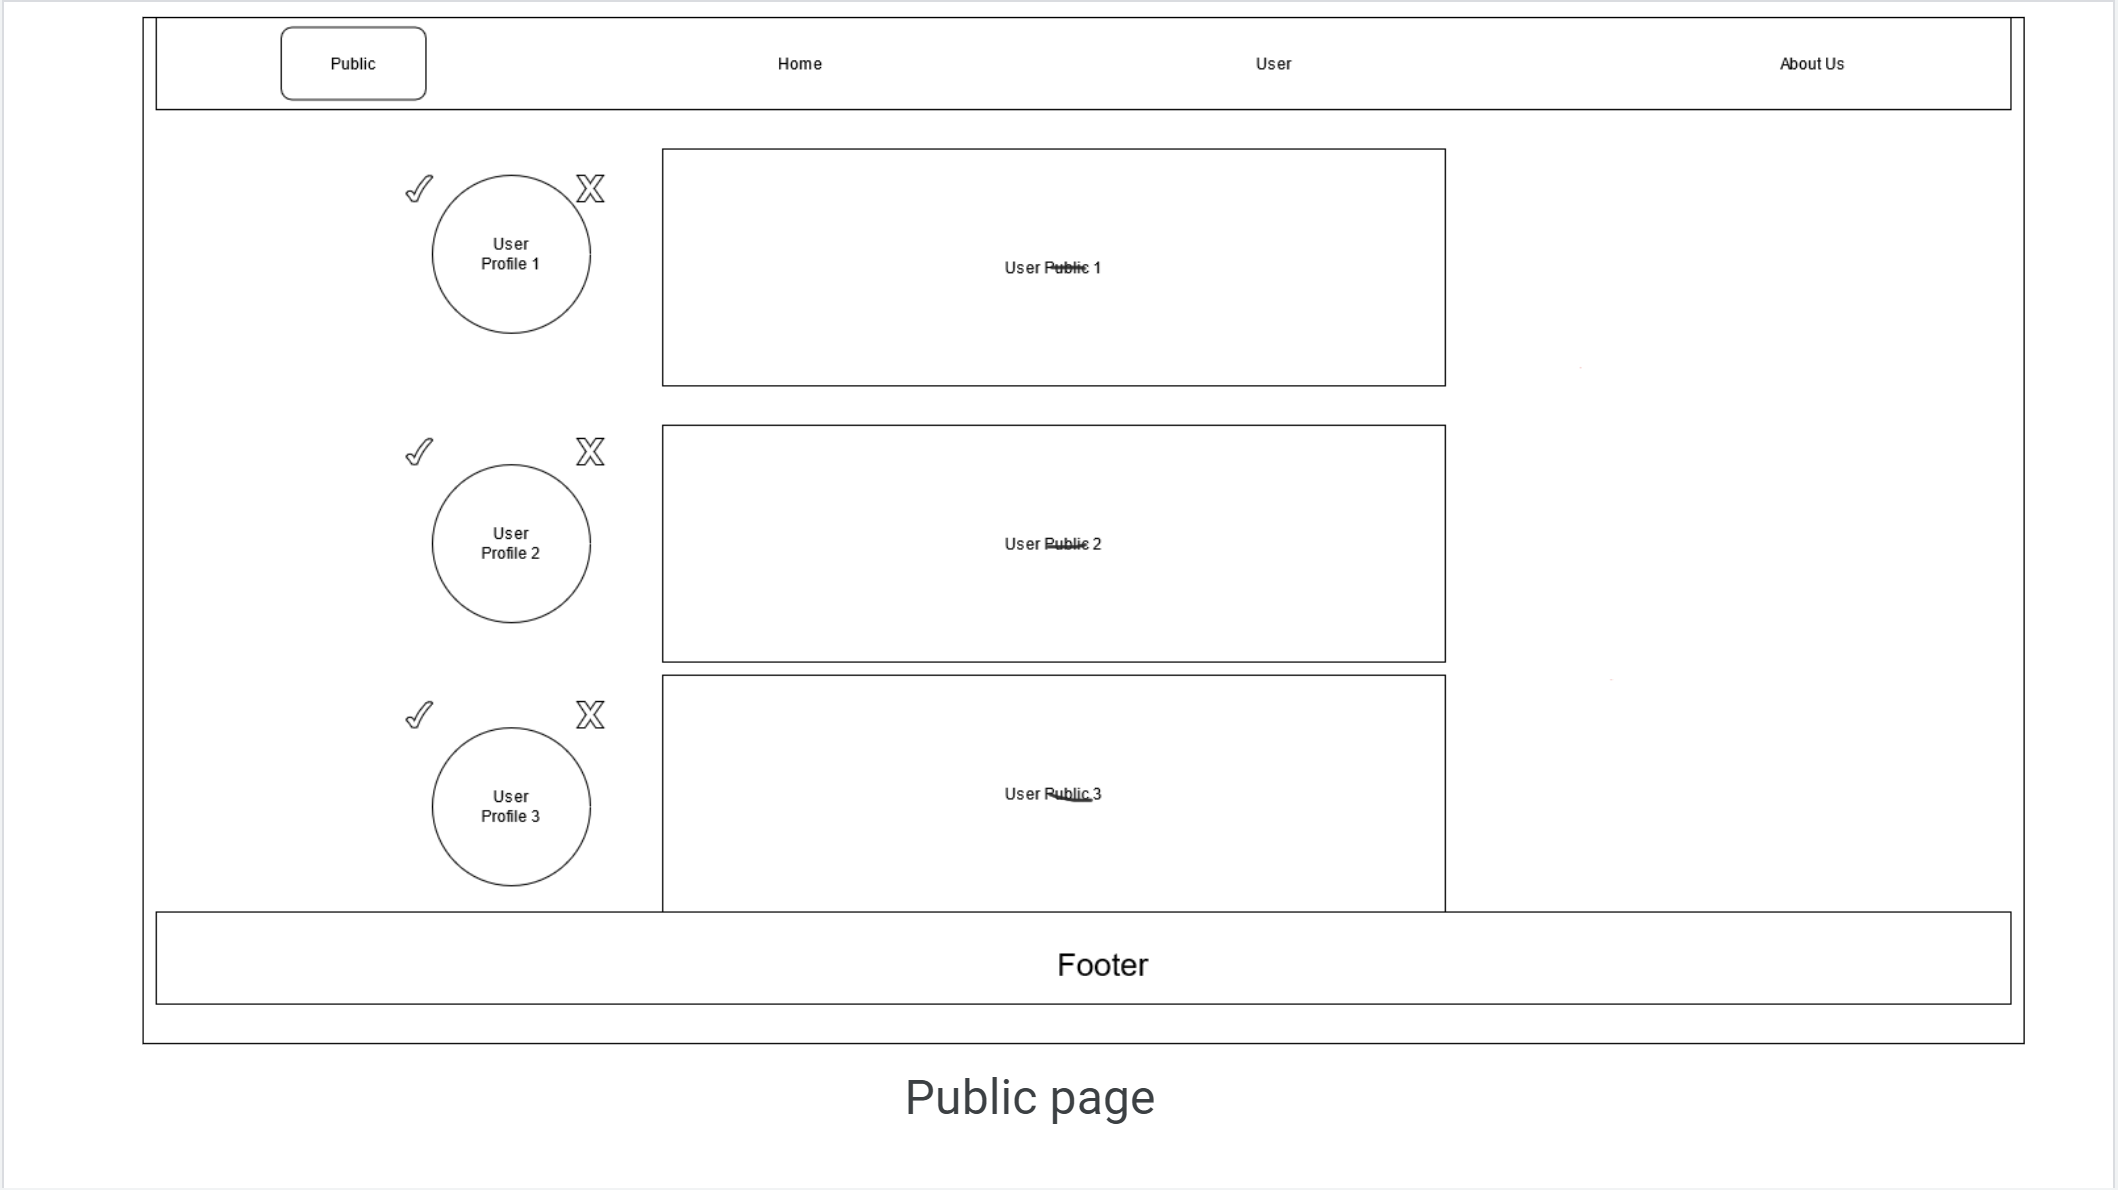 Public Home User About Us
User
Profile 1
User Public 1
User
Profile 2
User Public 2
User
Profile 3
User Public 3
Footer
Public page